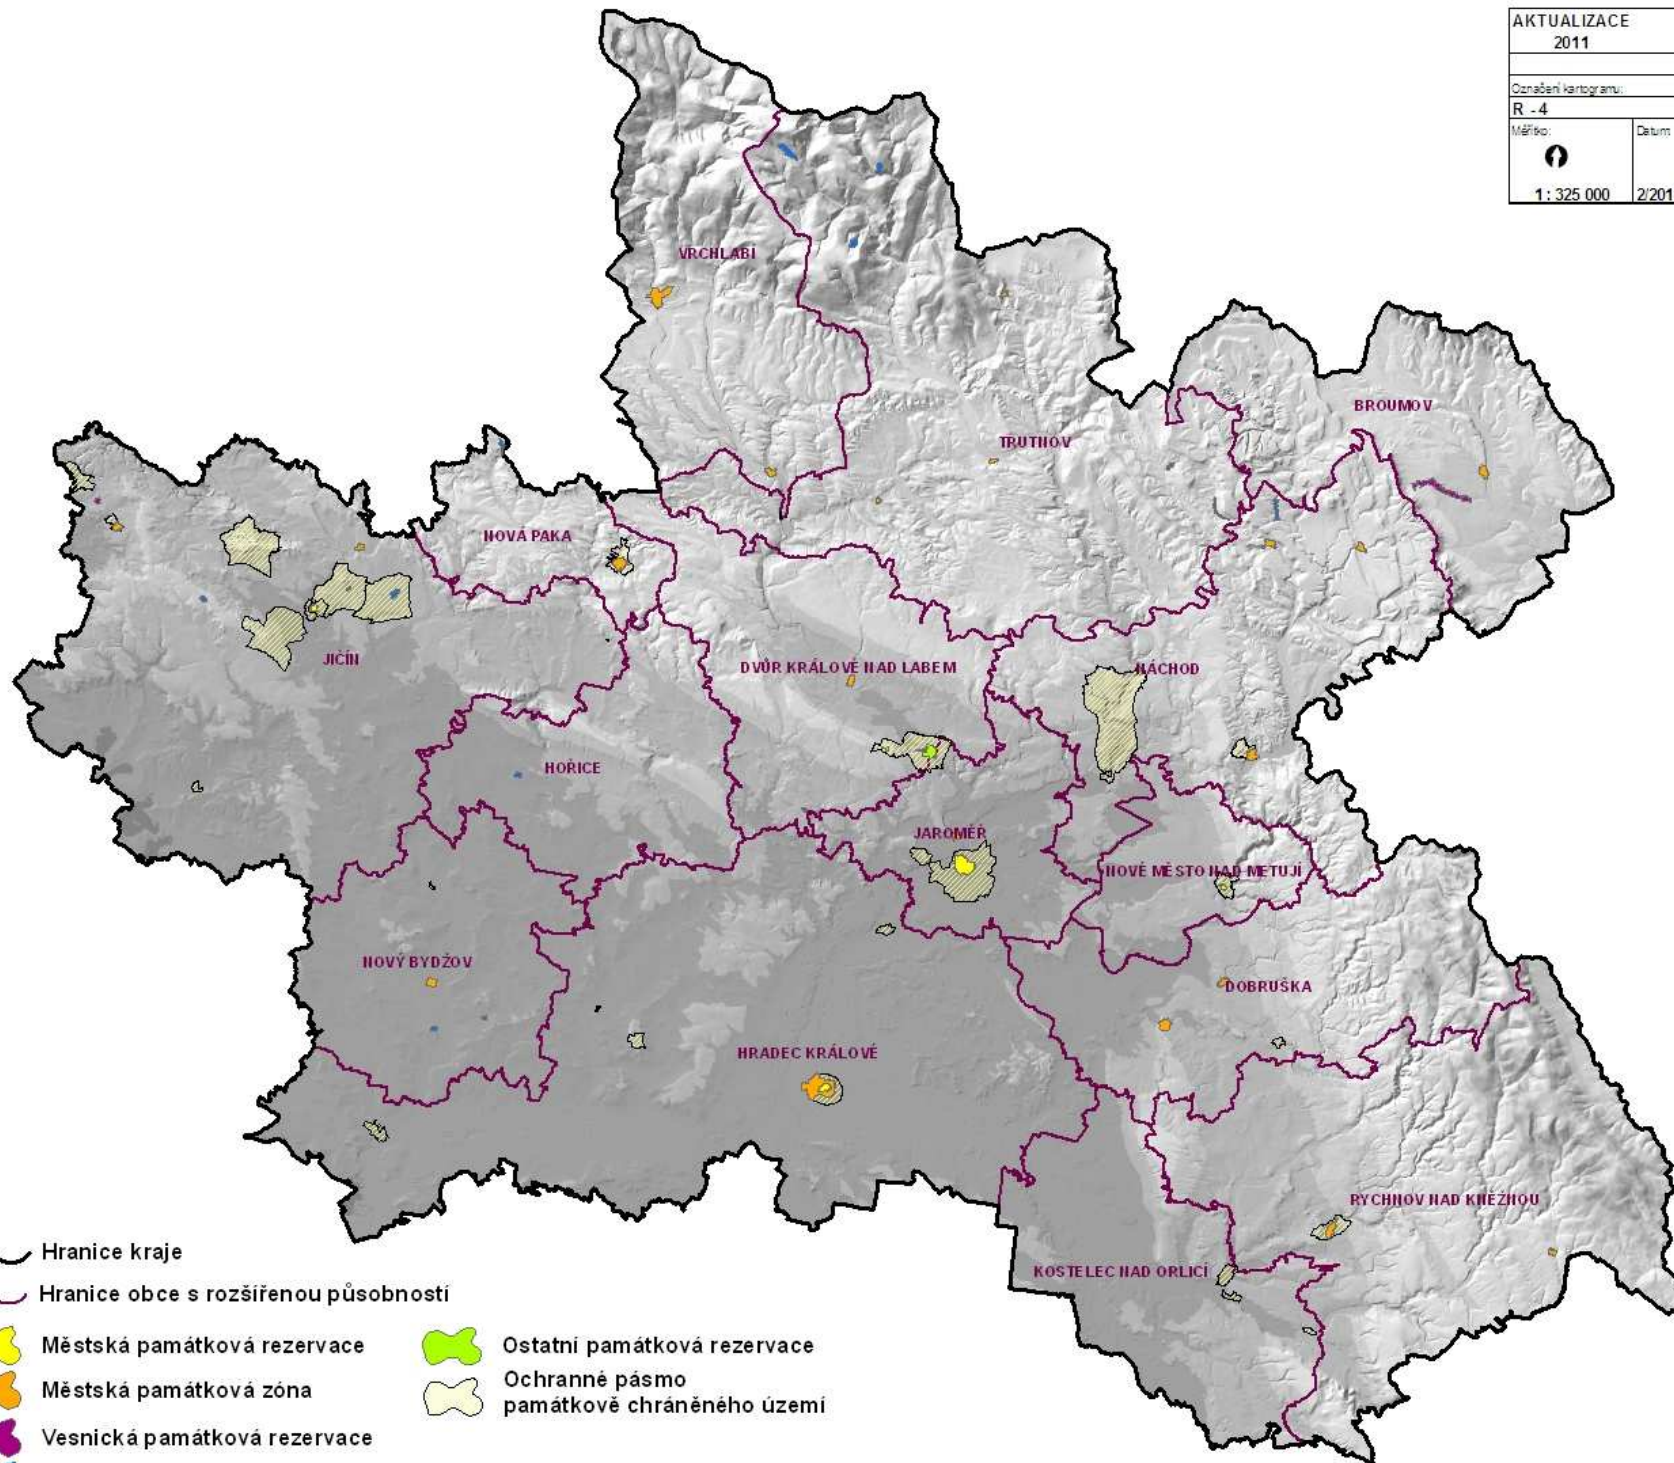 AKTUALIZACE
2011
Označení kartogramu:
R - 4
Měřítko:
Datum
1 : 325 000
2/201
VRCHLABÍ
BROUMOV
TRUTNOV
NOVÁ PAKA
JIČÍN
DVŮR KRÁLOVÉ NAD LABEM
NÁCHOD
HOŘICE
JAROMĚŘ
NOVÉ MĚSTO NAD METUJÍ
NOVÝ BYDŽOV
DOBRUŠKA
HRADEC KRÁLOVÉ
RYCHNOV NAD KNĚŽNOU
KOSTELEC NAD ORLICÍ
Hranice kraje
Hranice obce s rozšířenou působností
Městská památková rezervace
Městská památková zóna
Vesnická památková rezervace
Ostatní památková rezervace
Ochranné pásmo
památkově chráněného území